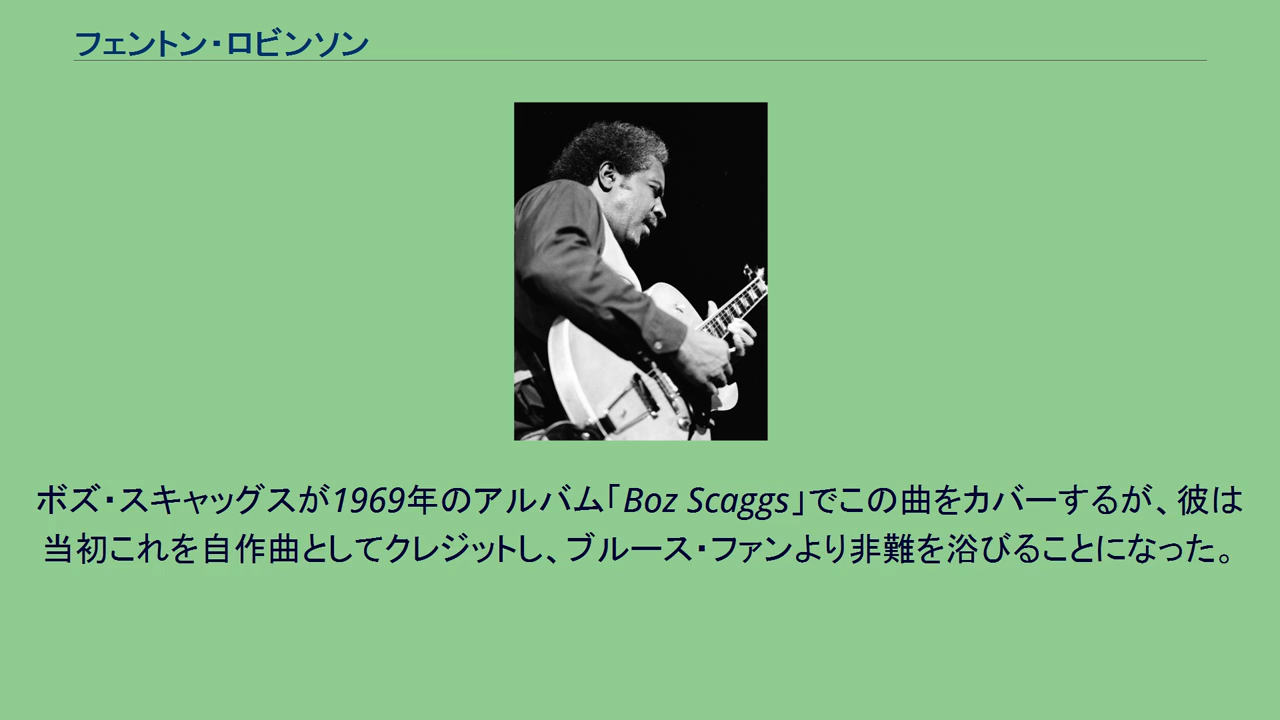 フェントン・ロビンソン
ボズ・スキャッグスが1969年のアルバム「Boz Scaggs」でこの曲をカバーするが、彼は
当初これを自作曲としてクレジットし、ブルース・ファンより非難を浴びることになった。